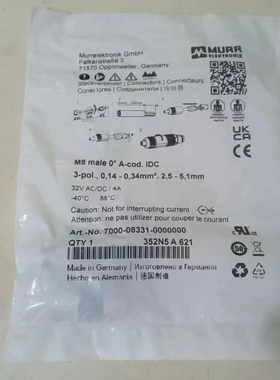 Murrelektronik GmbH
Falkenstraße 3
71570 Oppenweiler, Germany
MURR
ELEKTRONIK
Steckverbinder | Connectors | Connecteurs
Conectores | Соединители | 连接器
M8 male 0° A-cod. IDC
3-pol., 0,14 - 0,34mm², 2,5 - 5,1mm
32V AC/DC / 4A
-40°C 85°C
Caution: Not for interrupting current
Attention: ne pas utiliser pour couper le courant
Art.-No. 7000-08331-0000000
QTY 1 352N5 A 621
Made in Germany | Изготовлено в Германии
Hecho en Alemania | 德国制造
CE
UK
CA
50